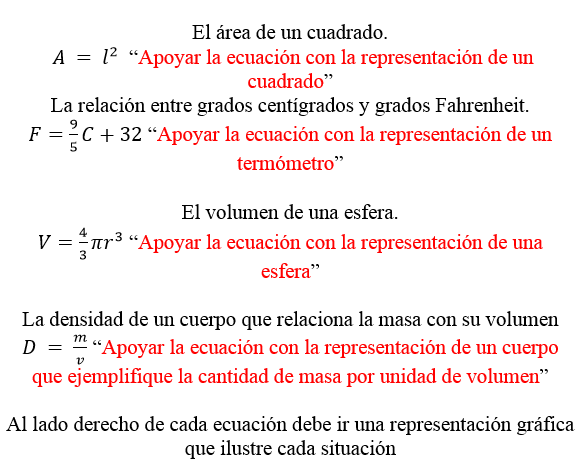 El área de un cuadrado.
A = l² “Apoyar la ecuación con la representación de un
cuadrado”
La relación entre grados centígrados y grados Fahrenheit.
F = 9/5 C + 32 “Apoyar la ecuación con la representación de un
termómetro”
El volumen de una esfera.
V = 4/3 πr³ “Apoyar la ecuación con la representación de una
esfera”
La densidad de un cuerpo que relaciona la masa con su volumen
D = m/v “Apoyar la ecuación con la representación de un cuerpo
que ejemplifique la cantidad de masa por unidad de volumen”
Al lado derecho de cada ecuación debe ir una representación gráfica
que ilustre cada situación